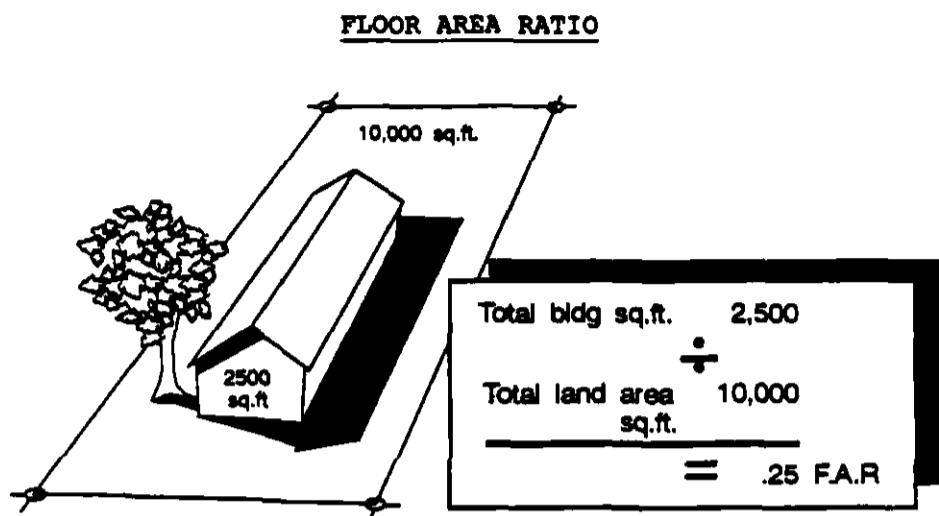 FLOOR AREA RATIO
10,000 sq.ft.
2500
sq.ft
Total bldg sq.ft. 2,500
÷
Total land area 10,000
sq.ft.
= .25 F.A.R